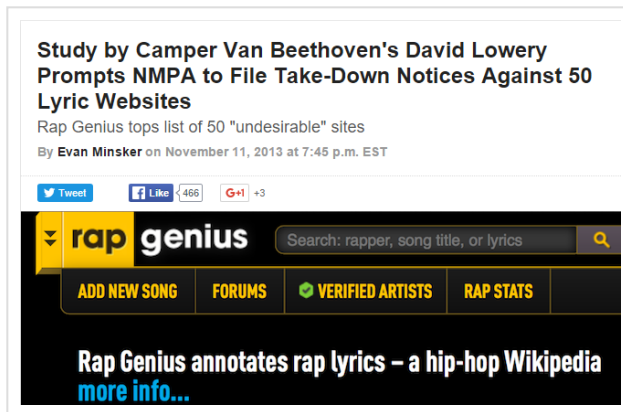 Study by Camper Van Beethoven's David Lowery
Prompts NMPA to File Take-Down Notices Against 50
Lyric Websites
Rap Genius tops list of 50 "undesirable" sites
By Evan Minsker on November 11, 2013 at 7:45 p.m. EST
Tweet Like 466 G+1 +3
rap genius Search: rapper, song title, or lyrics
ADD NEW SONG FORUMS VERIFIED ARTISTS RAP STATS
Rap Genius annotates rap lyrics – a hip-hop Wikipedia
more info...